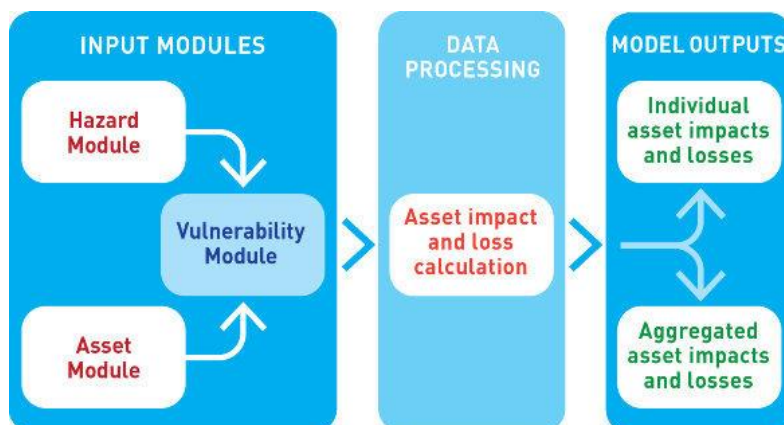 INPUT MODULES
Hazard
Module
Vulnerability
Module
Asset
Module
DATA
PROCESSING
Asset impact
and loss
calculation
MODEL OUTPUTS
Individual
asset impacts
and losses
Aggregated
asset impacts
and losses